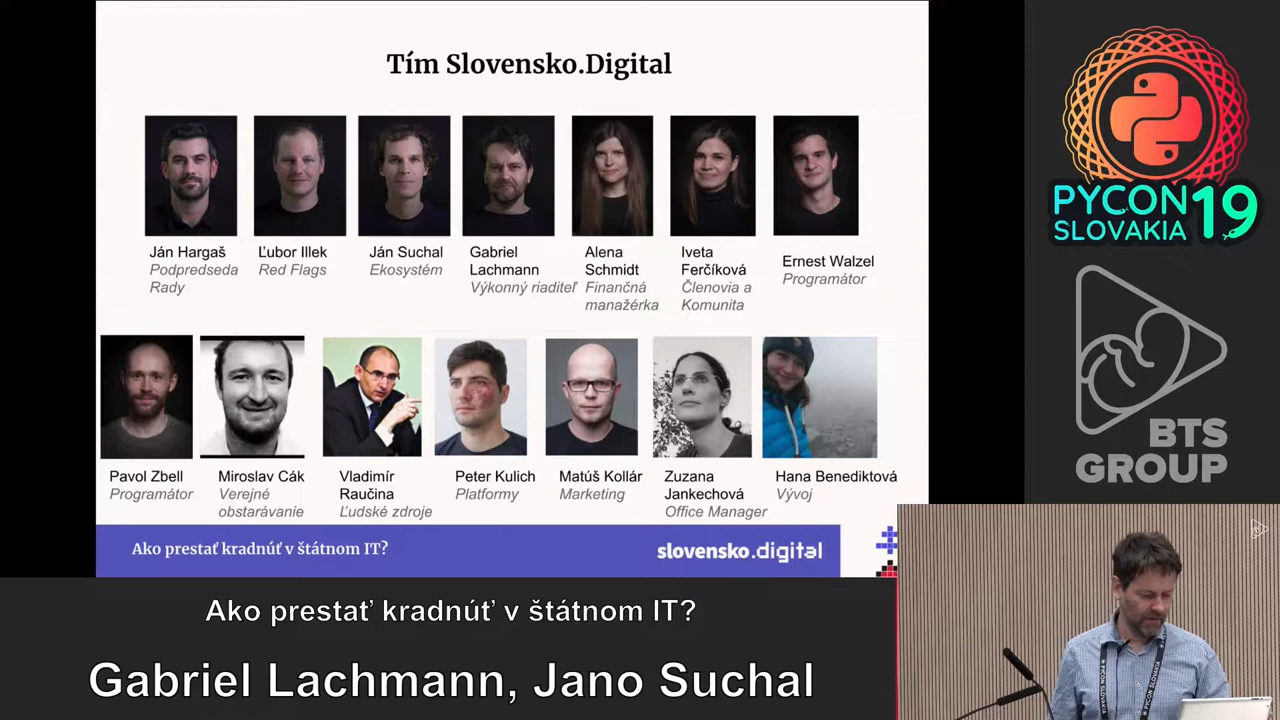 Tím Slovensko.Digital
Ján Hargaš
Podpredseda
Rady
Ľubor Illek
Red Flags
Ján Suchal
Ekosystém
Gabriel
Lachmann
Výkonný riaditeľ
Alena
Schmidt
Finančná
manažérka
Iveta
Ferčíková
Členovia a
Komunita
Ernest Walzel
Programátor
Pavol Zbell
Programátor
Miroslav Cák
Verejné
obstarávanie
Vladimír
Raučina
Ľudské zdroje
Peter Kulich
Platformy
Matúš Kollár
Marketing
Zuzana
Jankechová
Office Manager
Hana Benediktová
Vývoj
Ako prestať kradnúť v štátnom IT?
slovensko.digital
PYCON 19
SLOVAKIA
BTS
GROUP
Ako prestať kradnúť v štátnom IT?
Gabriel Lachmann, Jano Suchal
PYCON SLOVAKIA